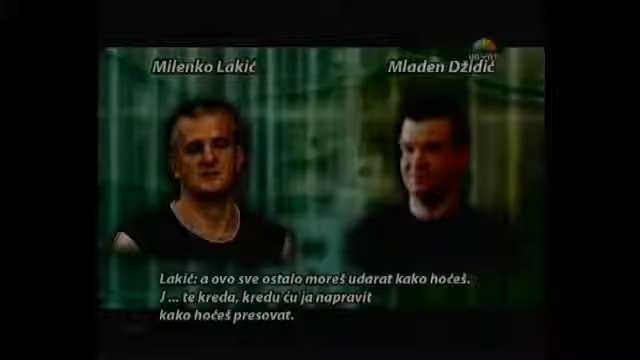 Milenko Lakić
Mladen Džidić
Lakić: a ovo sve ostalo moreš udarat kako hoćeš.
J ... te kreda, kredu ću ja napravit
kako hoćeš presovat.